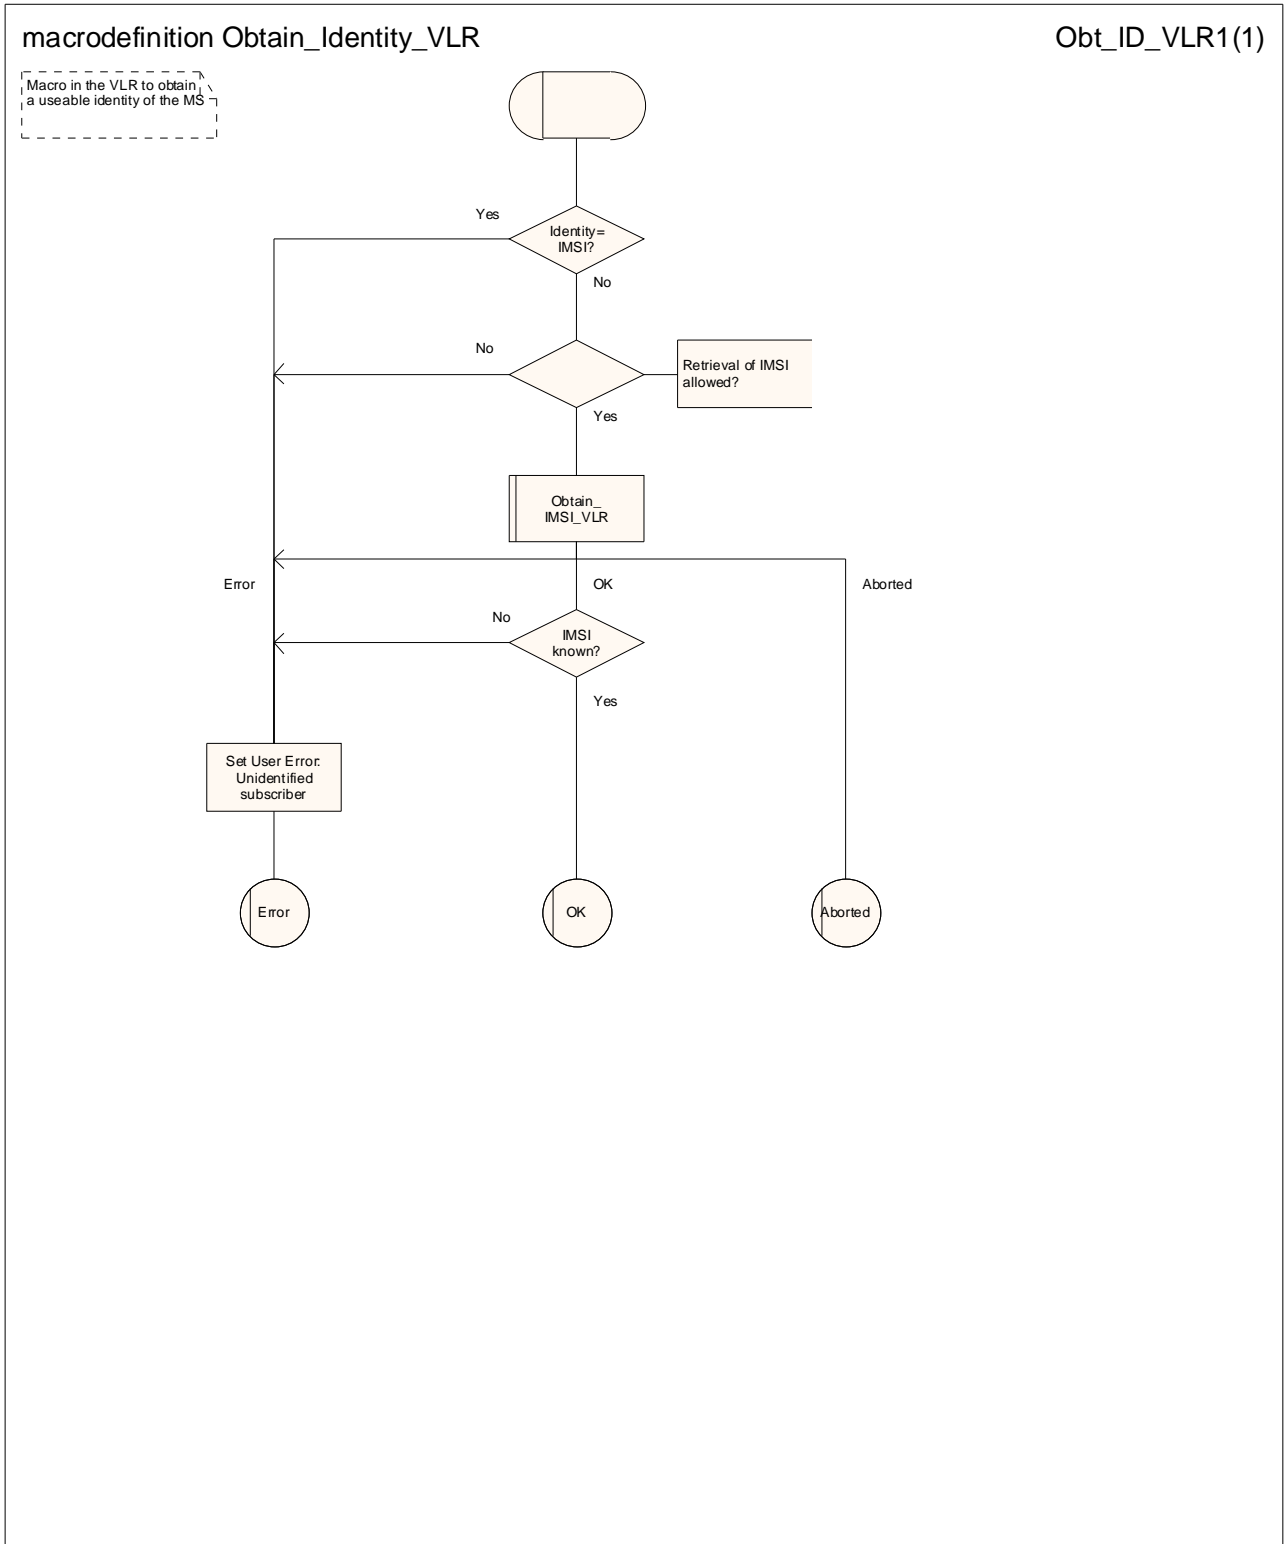 macrodefinition Obtain_Identity_VLR
Obt_ID_VLR1(1)
Macro in the VLR to obtain
a useable identity of the MS
Yes
Identity=
IMSI?
No
No
Retrieval of IMSI
allowed?
Yes
Obtain_
IMSI_VLR
Error
OK
Aborted
No
IMSI
known?
Yes
Set User Error:
Unidentified
subscriber
Error
OK
Aborted